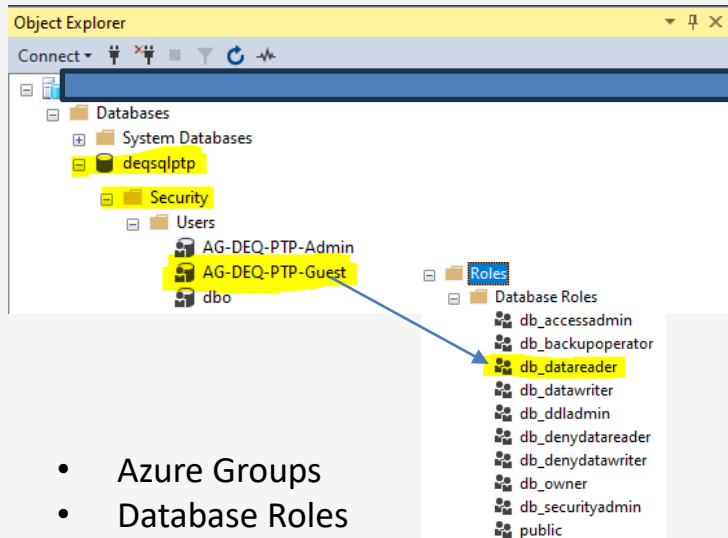 Object Explorer
Connect
Databases
System Databases
deqsqlptp
Security
Users
AG-DEQ-PTP-Admin
AG-DEQ-PTP-Guest
dbo
Roles
Database Roles
db_accessadmin
db_backupoperator
db_datareader
db_datawriter
db_ddladmin
db_denydatareader
db_denydatawriter
db_owner
db_securityadmin
public
• Azure Groups
• Database Roles